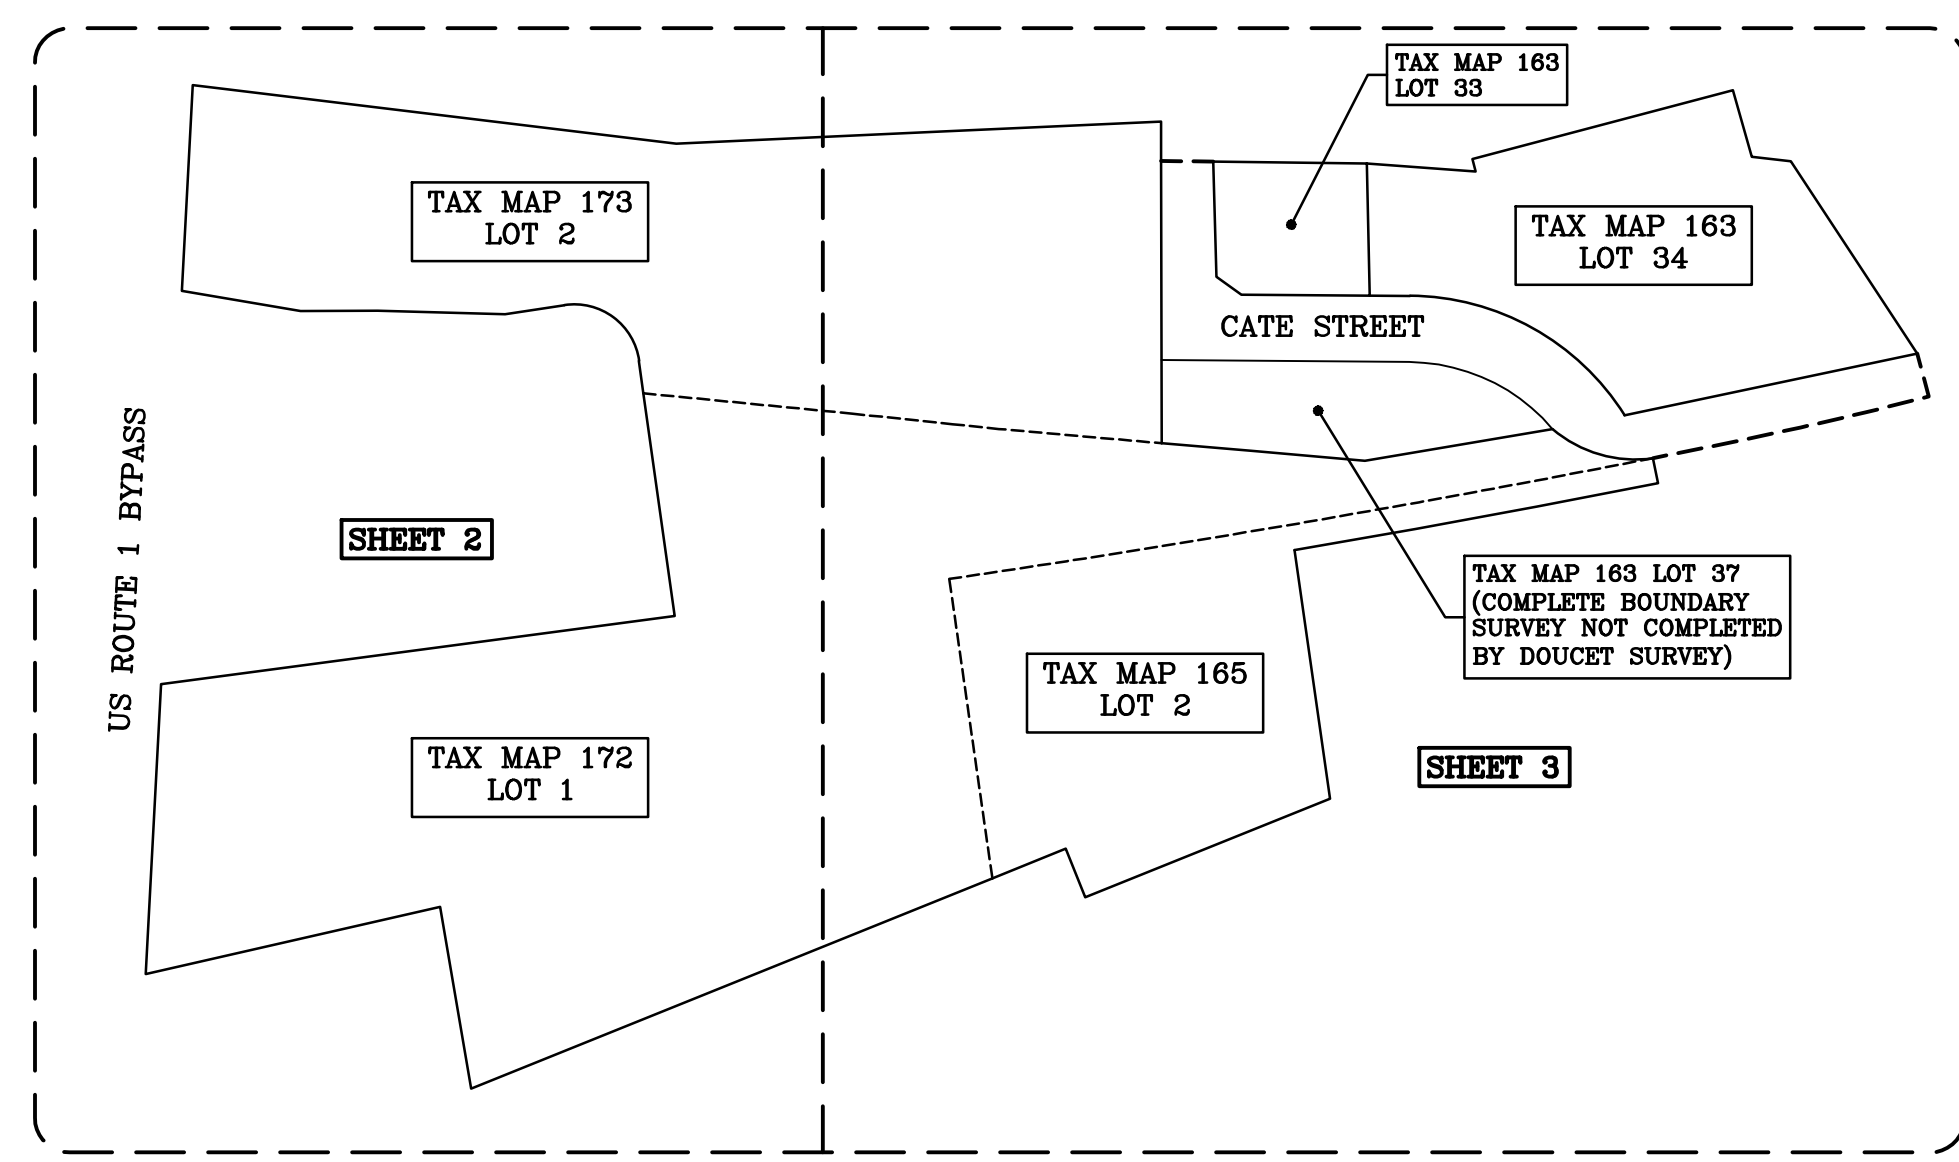 TAX MAP 163
LOT 33
TAX MAP 173
LOT 2
TAX MAP 163
LOT 34
CATE STREET
US ROUTE 1 BYPASS
SHEET 2
TAX MAP 163 LOT 37
(COMPLETE BOUNDARY
SURVEY NOT COMPLETED
BY DOUCET SURVEY)
TAX MAP 165
LOT 2
TAX MAP 172
LOT 1
SHEET 3